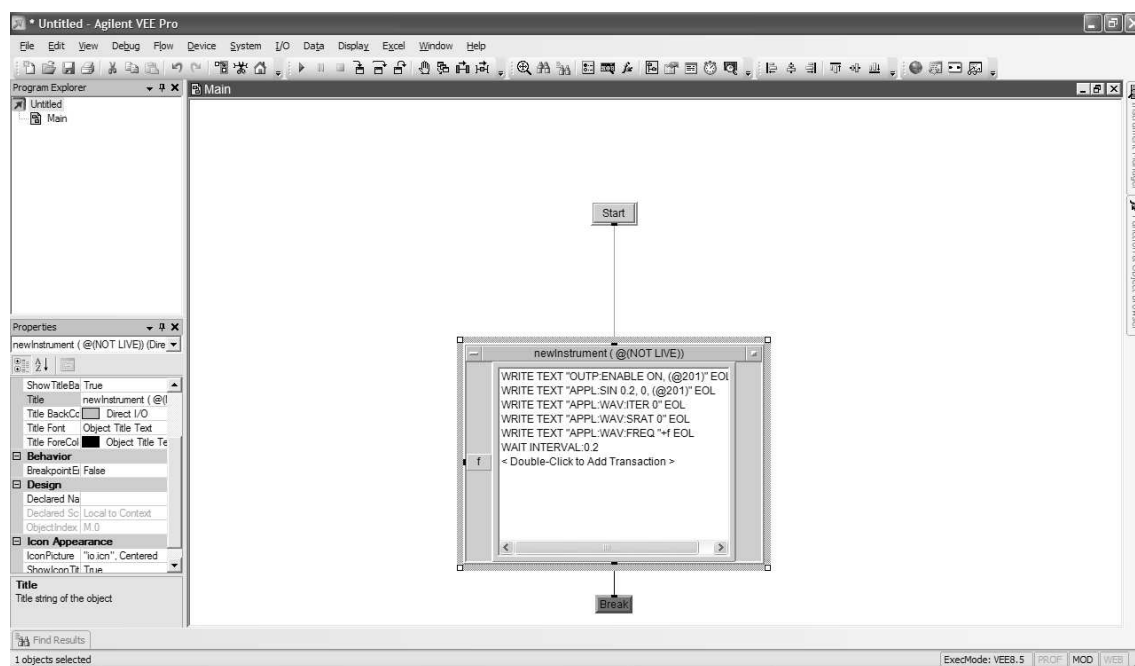 * Untitled - Agilent VEE Pro
File Edit View Debug Flow Device System I/O Data Display Excel Window Help
Program Explorer
Main
Untitled
Main
Start
Properties
newInstrument ( @(NOT LIVE)) (Dire
newInstrument ( @(NOT LIVE))
ShowTitleBa True
Title newInstrument ( @(
Title BackCo Direct I/O
Title Font Object Title Text
Title ForeCol Object Title Te
Behavior
BreakpointE False
Design
Declared Na
Declared Sc Local to Context
ObjectIndex M.0
Icon Appearance
IconPicture "io.icn", Centered
ShowIconTit True
WRITE TEXT "OUTP:ENABLE ON, (@201)" EOL
WRITE TEXT "APPL:SIN 0.2, 0, (@201)" EOL
WRITE TEXT "APPL:WAV:ITER 0" EOL
WRITE TEXT "APPL:WAV:SRAT 0" EOL
WRITE TEXT "APPL:WAV:FREQ "+f EOL
WAIT INTERVAL:0.2
f
< Double-Click to Add Transaction >
Title
Title string of the object
Break
Find Results
1 objects selected
ExecMode: VEE8.5 PROF MOD WEB